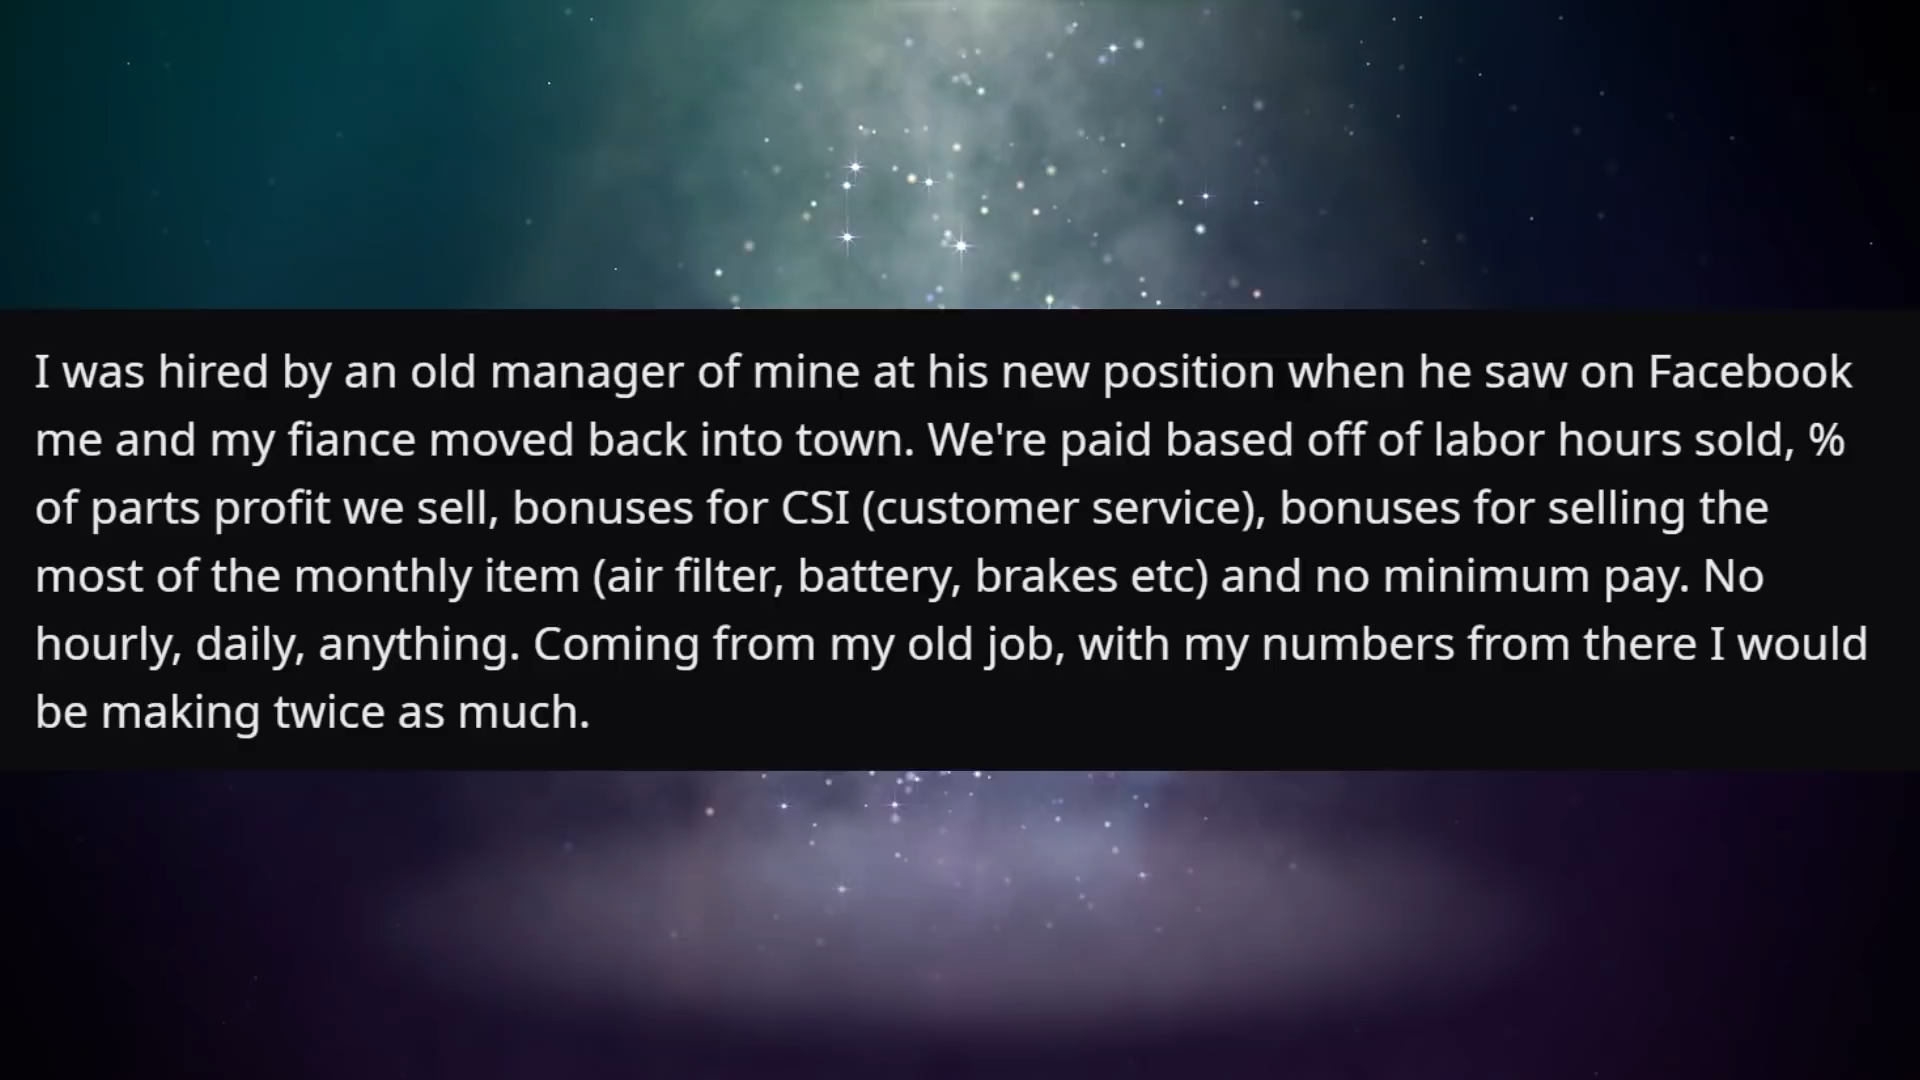 I was hired by an old manager of mine at his new position when he saw on Facebook
me and my fiance moved back into town. We're paid based off of labor hours sold, %
of parts profit we sell, bonuses for CSI (customer service), bonuses for selling the
most of the monthly item (air filter, battery, brakes etc) and no minimum pay. No
hourly, daily, anything. Coming from my old job, with my numbers from there I would
be making twice as much.